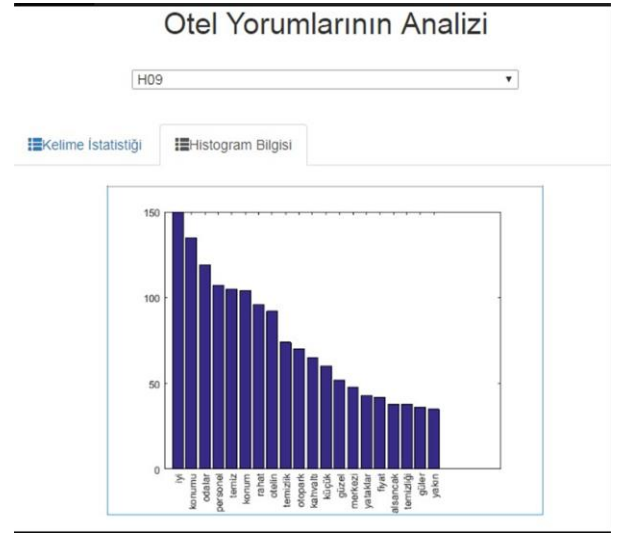 Otel Yorumlarının Analizi
H09
Kelime İstatistiği
Histogram Bilgisi
150
100
50
0
iyi
konumu
odalar
personel
temiz
konum
rahat
otelin
temizlik
otopark
kahvaltı
küçük
güzel
merkezi
yataklar
fiyat
alsancak
temizliği
güler
yakın